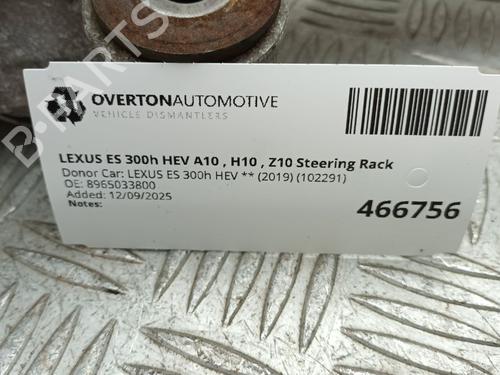 OVERTONAUTOMOTIVE
VEHICLE DISMANTLERS
LEXUS ES 300h HEV A10 , H10 , Z10 Steering Rack
Donor Car: LEXUS ES 300h HEV ** (2019) (102291)
OE: 8965033800
Added: 12/09/2025
Notes:
466756
B-PARTS